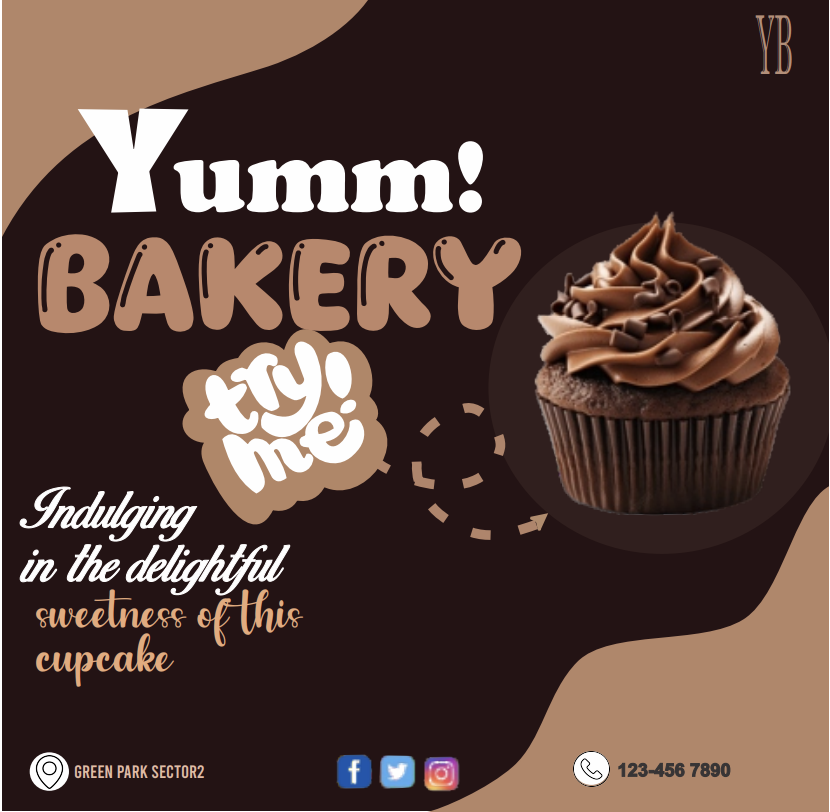 YB
Yumm!
BAKERY
try
me!
Indulging
in the delightful
sweetness of this
cupcake
GREEN PARK SECTOR2
123-456 7890